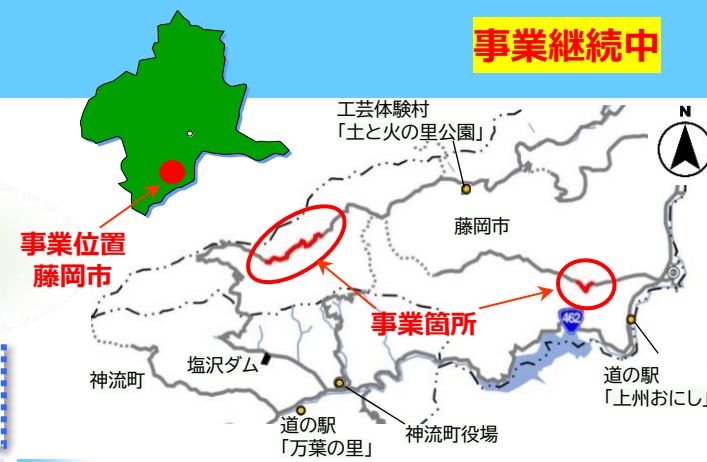 事業継続中
工芸体験村
「土と火の里公園」
N
藤岡市
事業位置
藤岡市
事業箇所
462
塩沢ダム
神流町
道の駅
「上州おにし」
道の駅
「万葉の里」
神流町役場